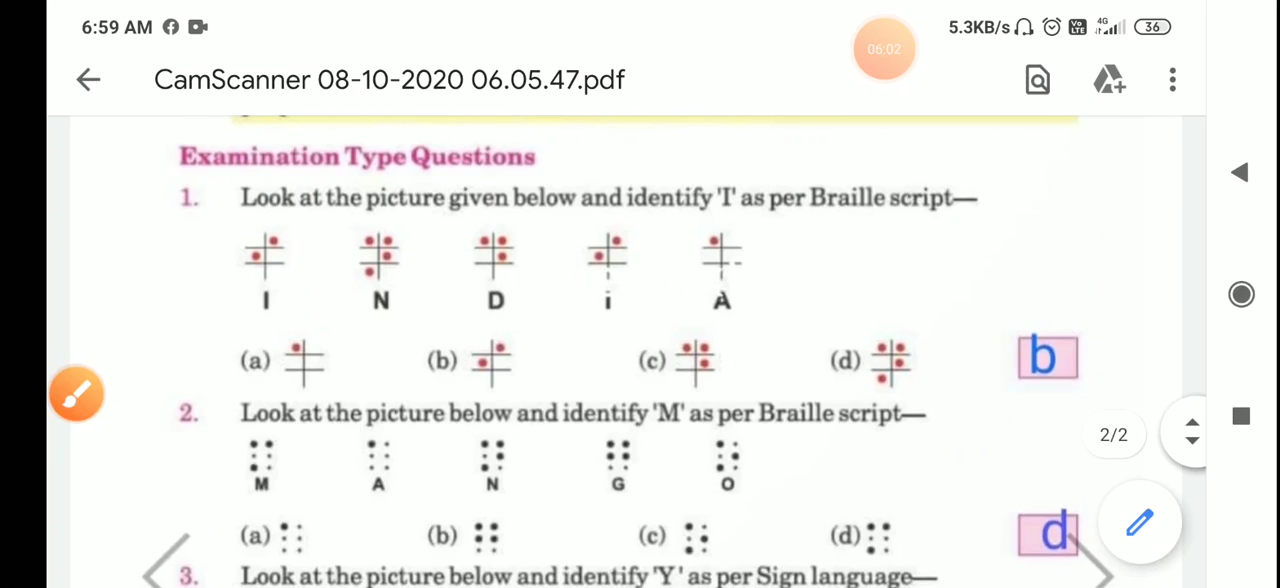 6:59 AM 5.3KB/s Vo LTE 4G 36
06:02
CamScanner 08-10-2020 06.05.47.pdf
Examination Type Questions
1. Look at the picture given below and identify 'I' as per Braille script—
I N D i À
(a) (b) (c) (d) b
2. Look at the picture below and identify 'M' as per Braille script—
2/2
M A N G O
(a) (b) (c) (d) d
3. Look at the picture below and identify 'Y' as per Sign language—